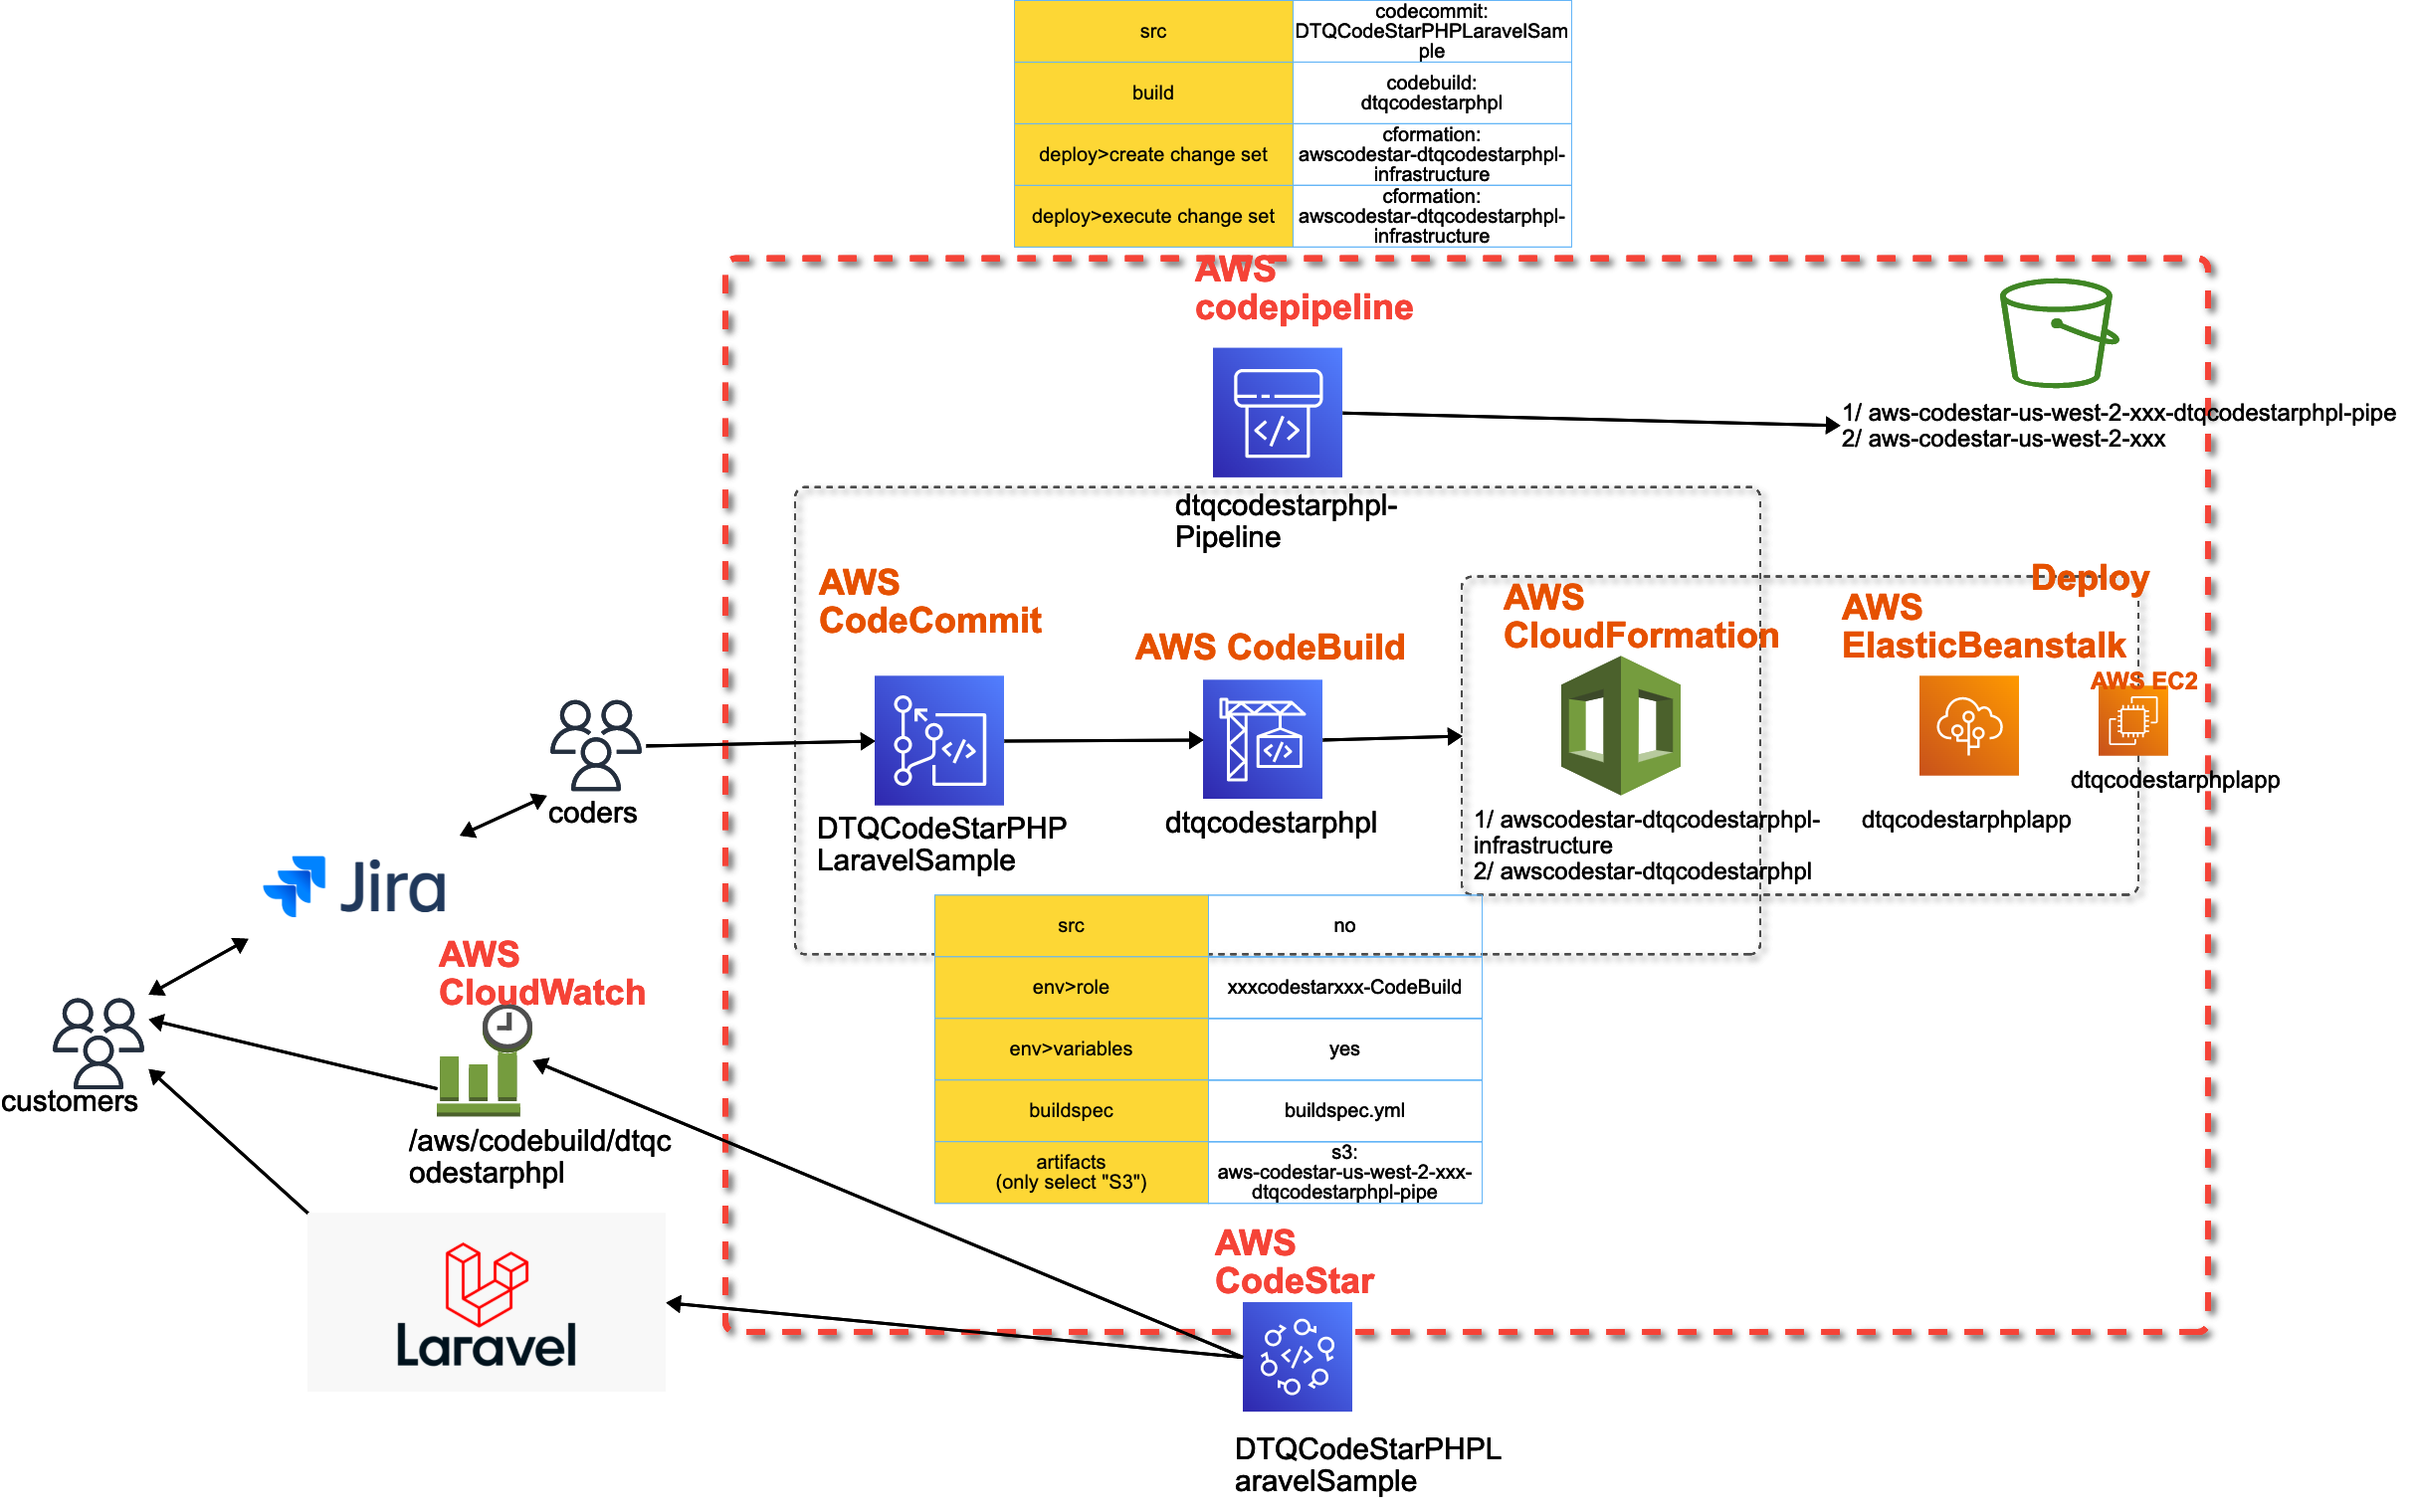 src
codecommit:
DTQCodeStarPHPLaravelSam
ple
build
codebuild:
dtqcodestarphpl
deploy>create change set
cformation:
awscodestar-dtqcodestarphpl-
infrastructure
deploy>execute change set
cformation:
awscodestar-dtqcodestarphpl-
infrastructure
AWS
codepipeline
1/ aws-codestar-us-west-2-xxx-dtqcodestarphpl-pipe
2/ aws-codestar-us-west-2-xxx
dtqcodestarphpl-
Pipeline
AWS
CodeCommit
AWS CodeBuild
AWS
CloudFormation
Deploy
AWS
ElasticBeanstalk
AWS EC2
dtqcodestarphplapp
coders
DTQCodeStarPHP
LaravelSample
dtqcodestarphpl
1/ awscodestar-dtqcodestarphpl-
infrastructure
2/ awscodestar-dtqcodestarphpl
dtqcodestarphplapp
Jira
src
no
env>role
xxxcodestarxxx-CodeBuild
env>variables
yes
buildspec
buildspec.yml
artifacts
(only select "S3")
s3:
aws-codestar-us-west-2-xxx-
dtqcodestarphpl-pipe
AWS
CloudWatch
customers
/aws/codebuild/dtqc
odestarphpl
Laravel
AWS
CodeStar
DTQCodeStarPHPL
aravelSample